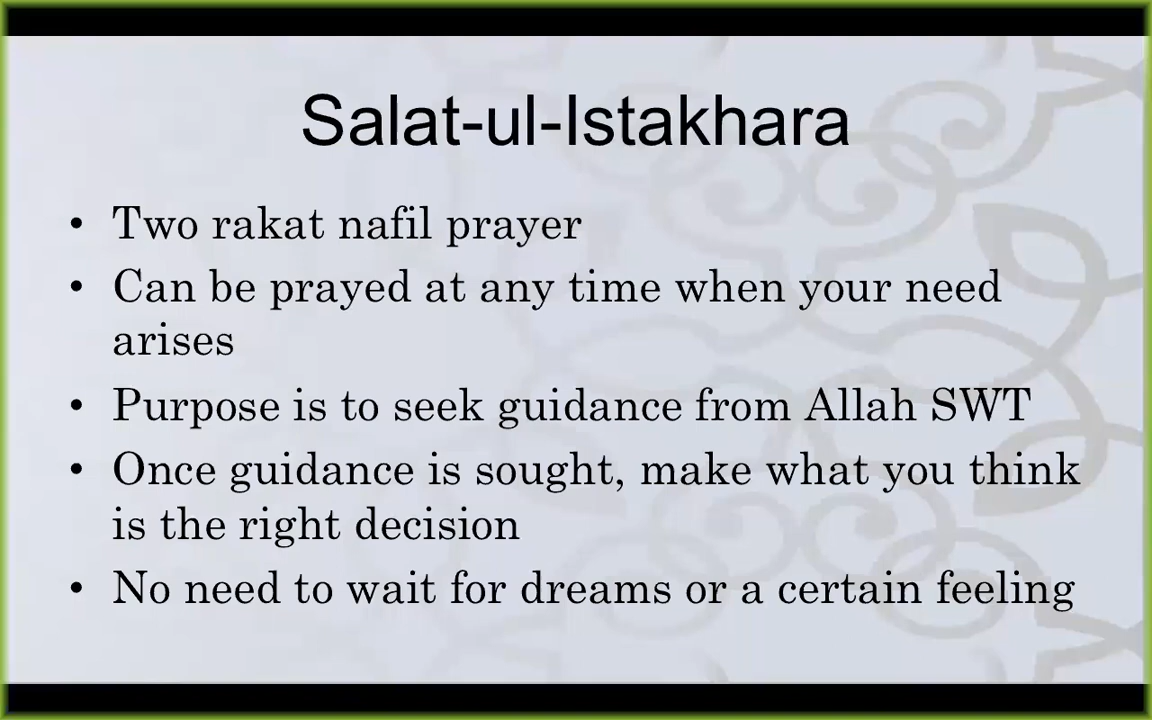 Salat-ul-Istakhara
• Two rakat nafil prayer
• Can be prayed at any time when your need
arises
• Purpose is to seek guidance from Allah SWT
• Once guidance is sought, make what you think
is the right decision
• No need to wait for dreams or a certain feeling